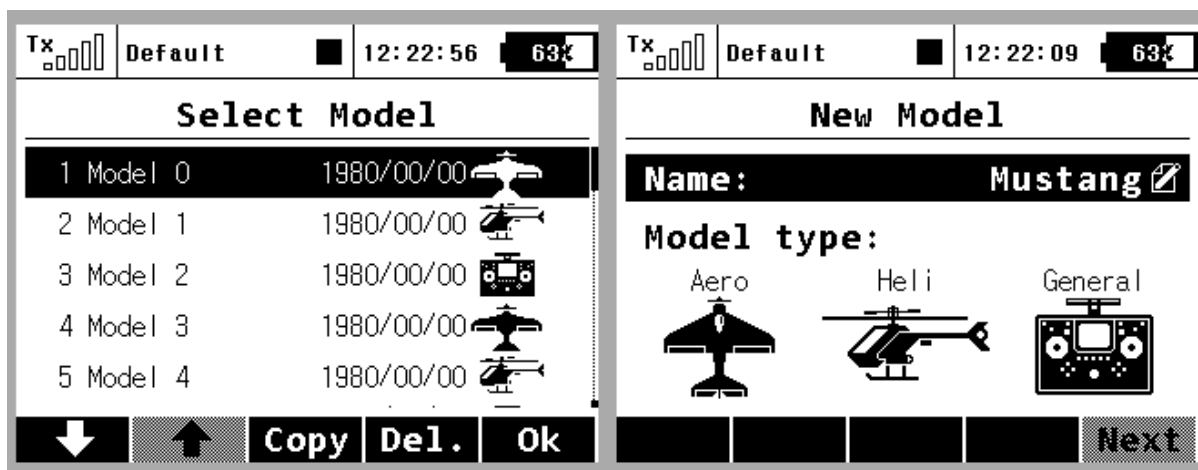 Tx Default 12:22:56 63%
Select Model
1 Model 0 1980/00/00
2 Model 1 1980/00/00
3 Model 2 1980/00/00
4 Model 3 1980/00/00
5 Model 4 1980/00/00
Copy Del. Ok
Tx Default 12:22:09 63%
New Model
Name: Mustang
Model type:
Aero Heli General
Next